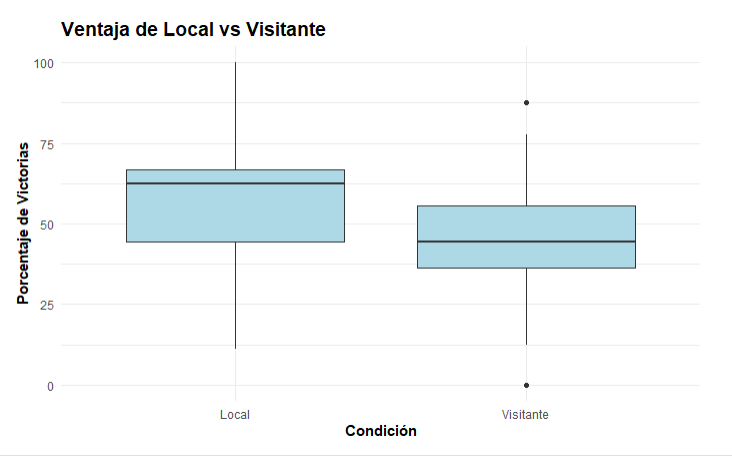 Ventaja de Local vs Visitante
Porcentaje de Victorias
100
75
50
25
0
Local
Visitante
Condición